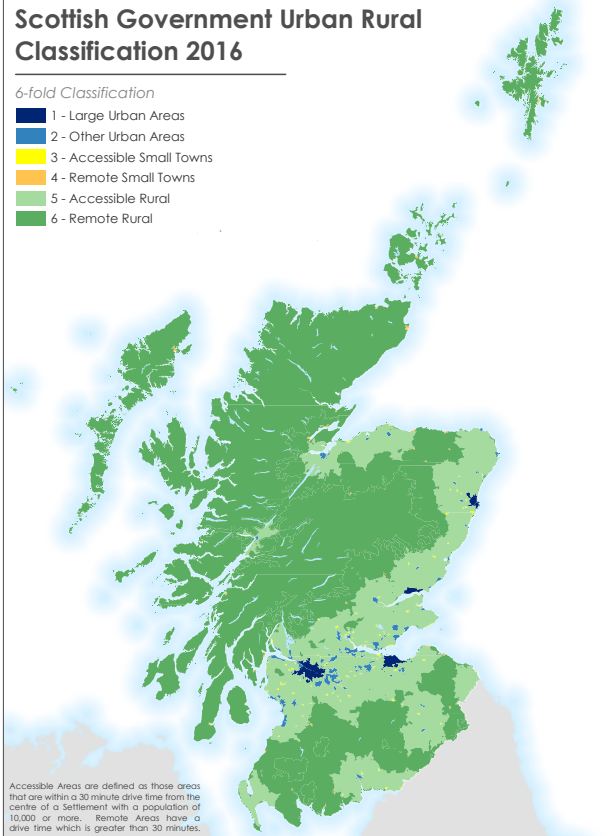 Scottish Government Urban Rural
Classification 2016
6-fold Classification
1 - Large Urban Areas
2 - Other Urban Areas
3 - Accessible Small Towns
4 - Remote Small Towns
5 - Accessible Rural
6 - Remote Rural
Accessible Areas are defined as those areas
that are within a 30 minute drive time from the
centre of a Settlement with a population of
10,000 or more. Remote Areas have a
drive time which is greater than 30 minutes.